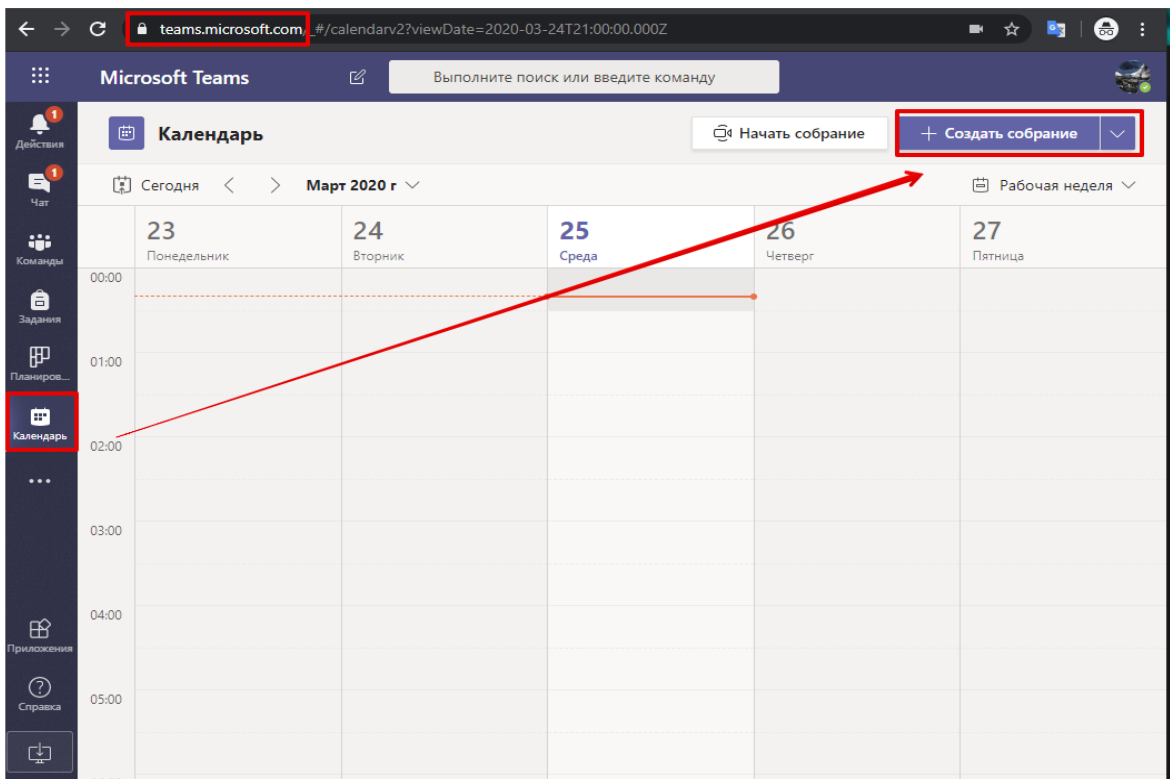 teams.microsoft.com/_#/calendarv2?viewDate=2020-03-24T21:00:00.000Z
Microsoft Teams
Выполните поиск или введите команду
1
Действия
1
Чат
Команды
Задания
Планиров...
Календарь
Приложения
Справка
Календарь
Начать собрание
+ Создать собрание
Сегодня
Март 2020 г
Рабочая неделя
23
Понедельник
24
Вторник
25
Среда
26
Четверг
27
Пятница
00:00
01:00
02:00
03:00
04:00
05:00